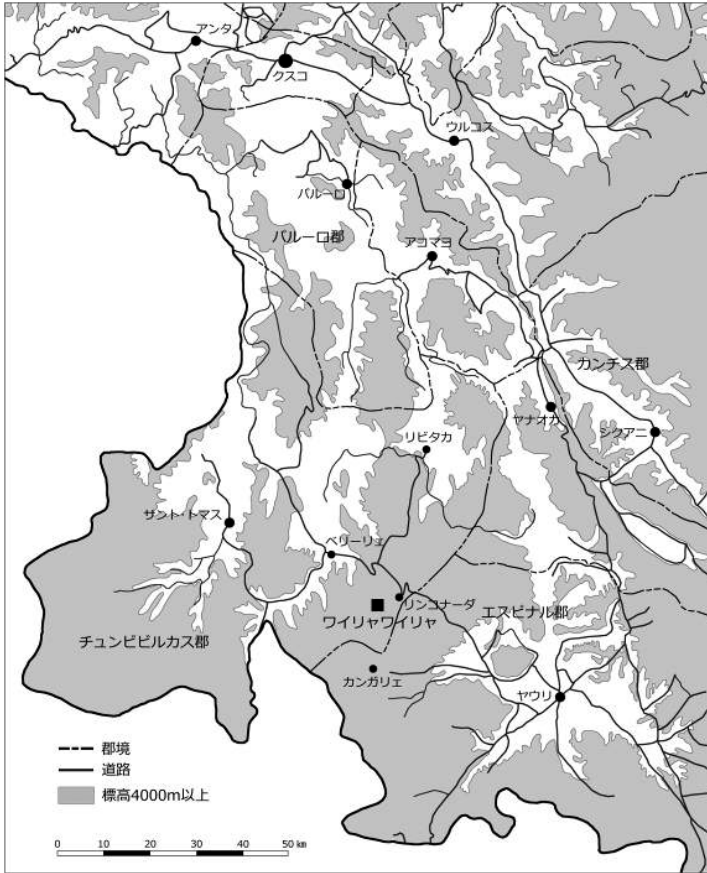 アンタ
クスコ
ウルコス
パルーロ
パルーロ郡
アコマヨ
カンチス郡
ヤナオカ
シクアニ
リビタカ
サント・トマス
ベリーリェ
リンコナーダ
ワイリャワイリャ
エスピナル郡
チュンビビルカス郡
カンガリェ
ヤウリ
郡境
道路
標高4000m以上
0 10 20 30 40 50 km